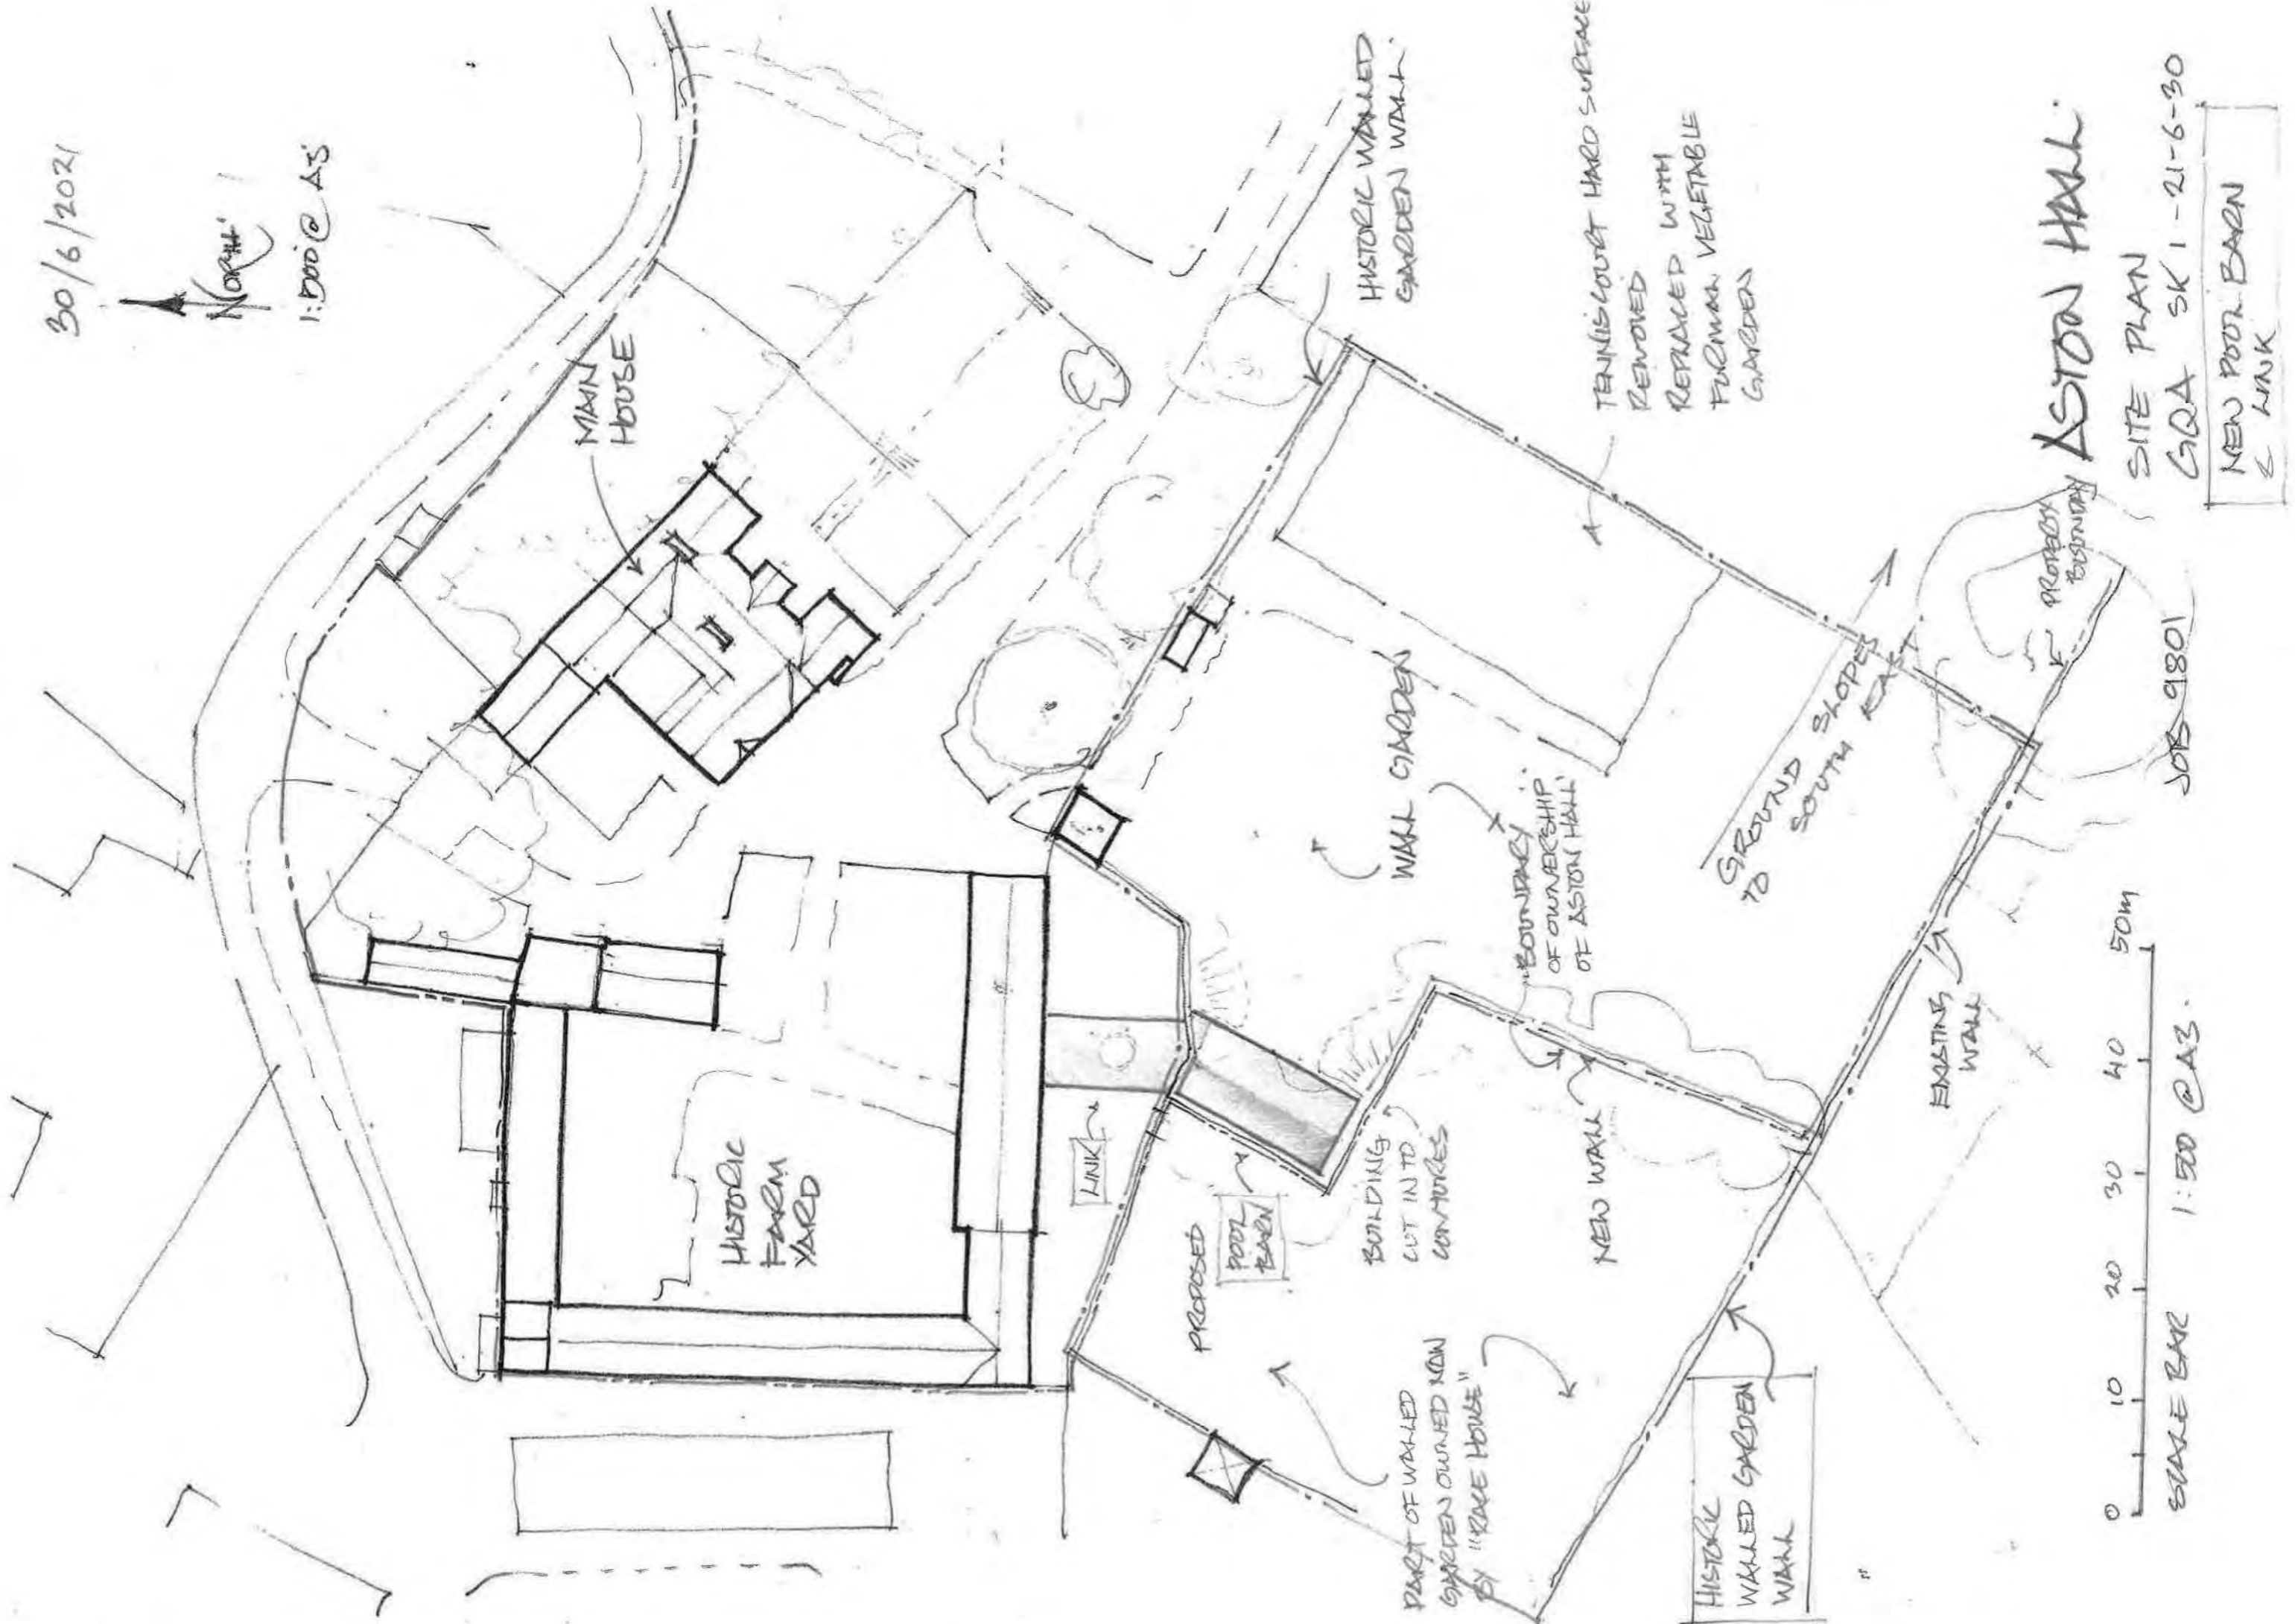 30/6/2021
NORTH
1:500 @ A3
MAIN
HOUSE
HISTORIC WALLED
GARDEN WALL.
TENNIS COURT HARD SURFACE
REMOVED
REPLACED WITH
FORMAL VEGETABLE
GARDEN
HISTORIC
FARM
YARD
LINK
PROPOSED
POOL
BARN
BUILDING
CUT IN TO
CONTOURES
WALL GARDEN
BOUNDARY
OF OWNERSHIP
OF ASTON HALL
NEW WALL
GROUND SLOPES
TO SOUTH EAST
PART OF WALLED
GARDEN OWNED NOW
BY "RACE HOUSE"
HISTORIC
WALLED GARDEN
WALL
EXISTING
WALL
PROPERTY
BOUNDARY
0 10 20 30 40 50m
SCALE BAR 1:500 @ A3.
JOB 9801
ASTON HALL.
SITE PLAN
GQA SK 1-21-6-30
NEW POOL BARN
& LINK